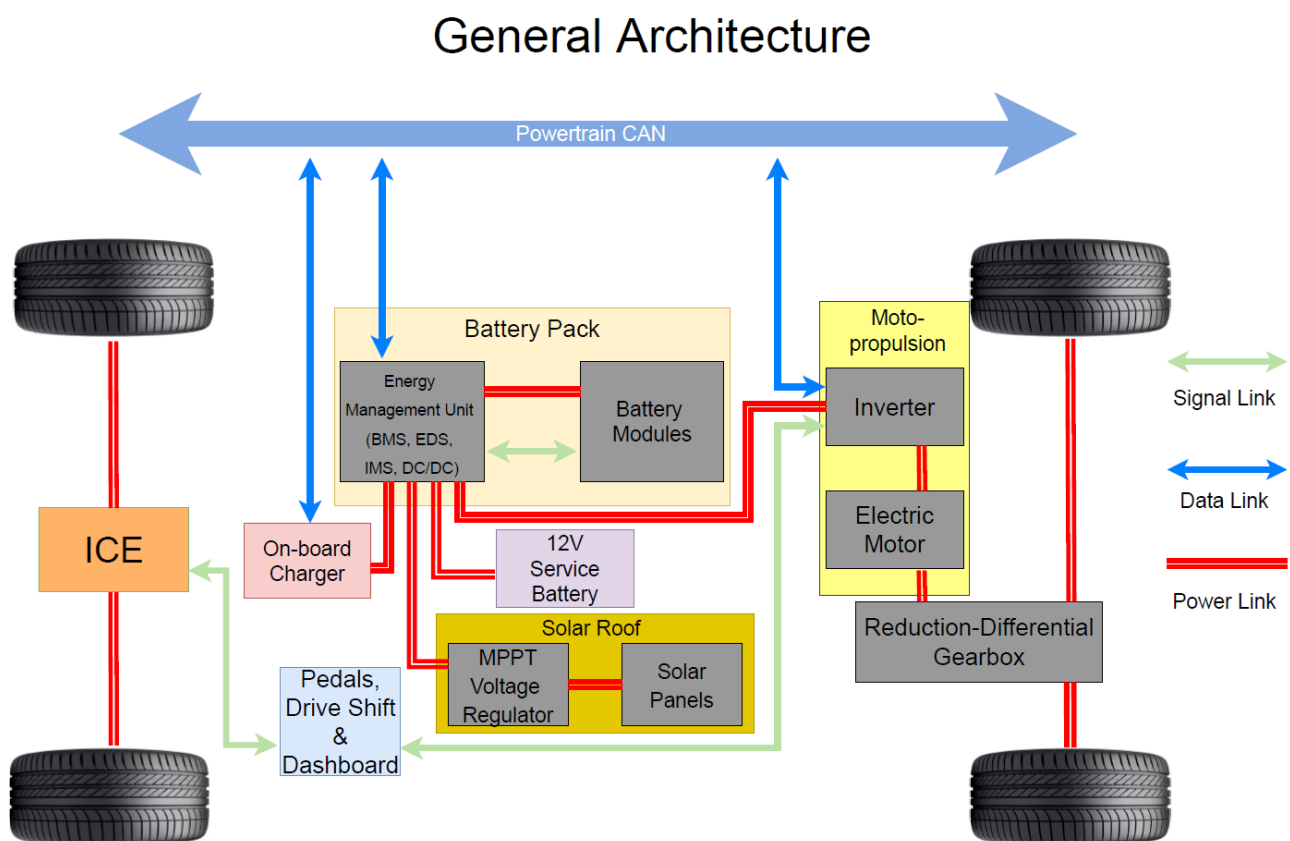 General Architecture
Powertrain CAN
Battery Pack
Energy
Management Unit
(BMS, EDS,
IMS, DC/DC)
Battery
Modules
Moto-
propulsion
Inverter
Electric
Motor
Reduction-Differential
Gearbox
Signal Link
Data Link
Power Link
ICE
On-board
Charger
12V
Service
Battery
Solar Roof
MPPT
Voltage
Regulator
Solar
Panels
Pedals,
Drive Shift
&
Dashboard